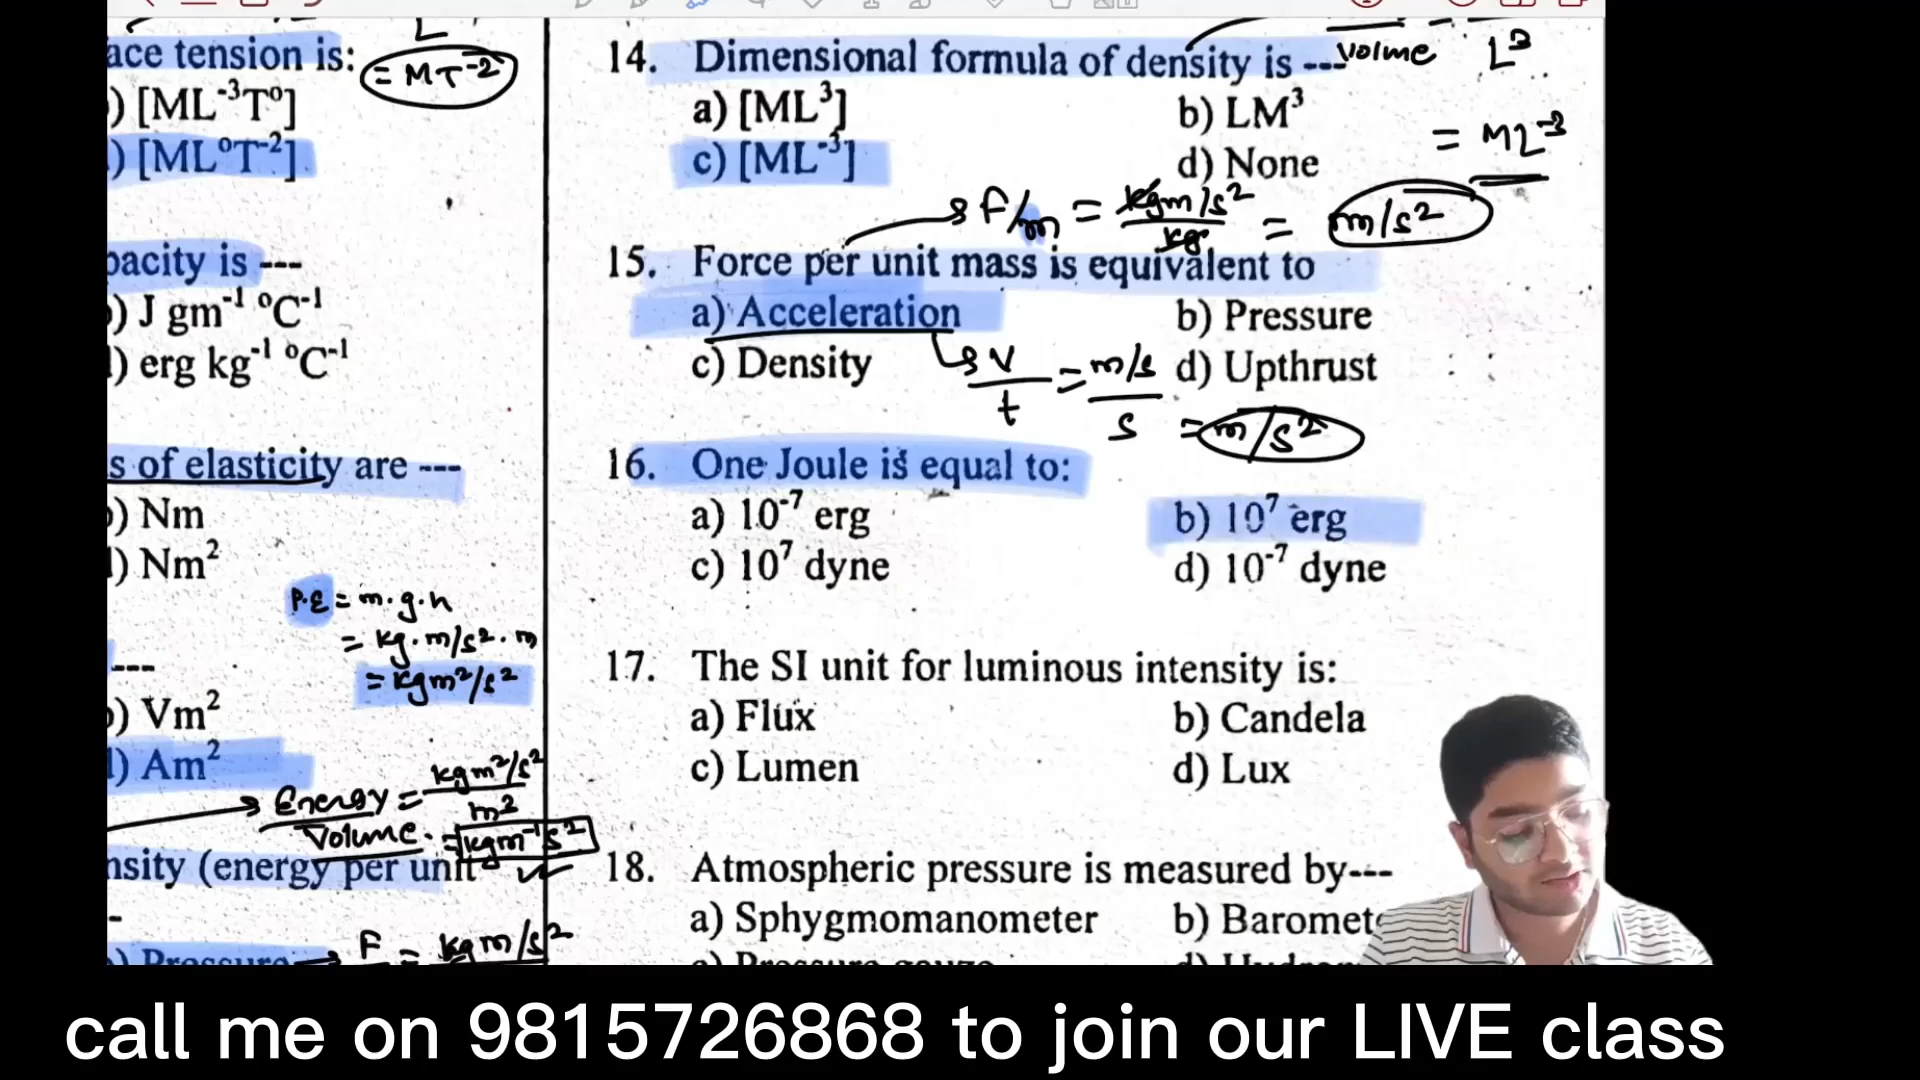 ace tension is:
= MT⁻²
) [ML⁻³T⁰]
) [ML⁰T⁻²]
pacity is ---
) J gm⁻¹ ⁰C⁻¹
l) erg kg⁻¹ ⁰C⁻¹
s of elasticity are ---
) Nm
l) Nm²
P.E = m.g.h
= kg.m/s².m
= kgm²/s²
---
) Vm²
l) Am²
Energy = kgm²/s²
Volume m²
= kgm⁻¹s²
nsity (energy per unit
) Pressure
F = kgm/s²
14. Dimensional formula of density is ---
volme L³
a) [ML³] b) LM³
= ML⁻³
c) [ML⁻³] d) None
F/m = kgm/s² = m/s²
kg
15. Force per unit mass is equivalent to
a) Acceleration b) Pressure
c) Density d) Upthrust
v = m/s
t s = m/s²
16. One Joule is equal to:
a) 10⁻⁷ erg b) 10⁷ erg
c) 10⁷ dyne d) 10⁻⁷ dyne
17. The SI unit for luminous intensity is:
a) Flux b) Candela
c) Lumen d) Lux
18. Atmospheric pressure is measured by---
a) Sphygmomanometer b) Baromet
call me on 9815726868 to join our LIVE class